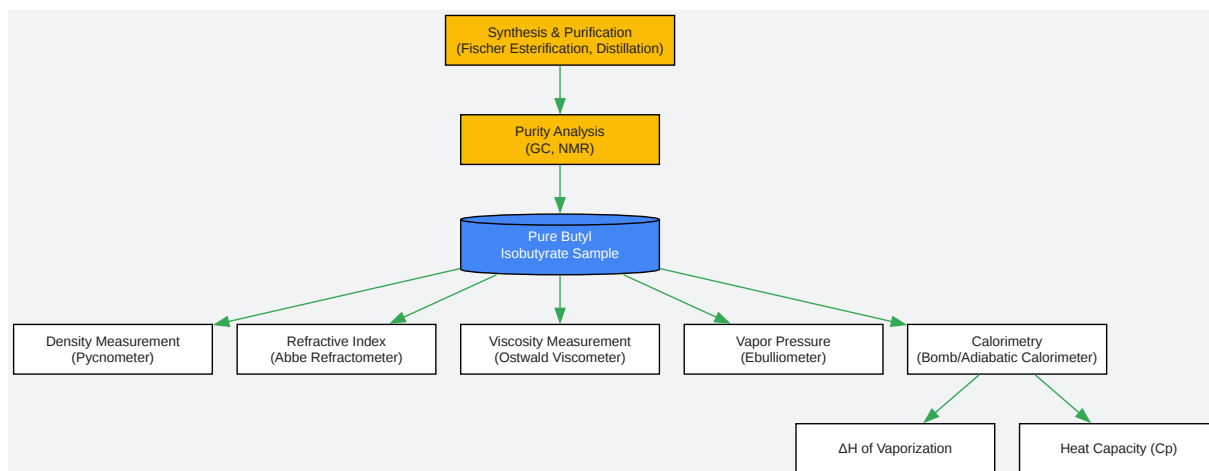 Synthesis & Purification
(Fischer Esterification, Distillation)
Purity Analysis
(GC, NMR)
Pure Butyl
Isobutyrate Sample
Density Measurement
(Pycnometer)
Refractive Index
(Abbe Refractometer)
Viscosity Measurement
(Ostwald Viscometer)
Vapor Pressure
(Ebulliometer)
Calorimetry
(Bomb/Adiabatic Calorimeter)
ΔH of Vaporization
Heat Capacity (Cp)